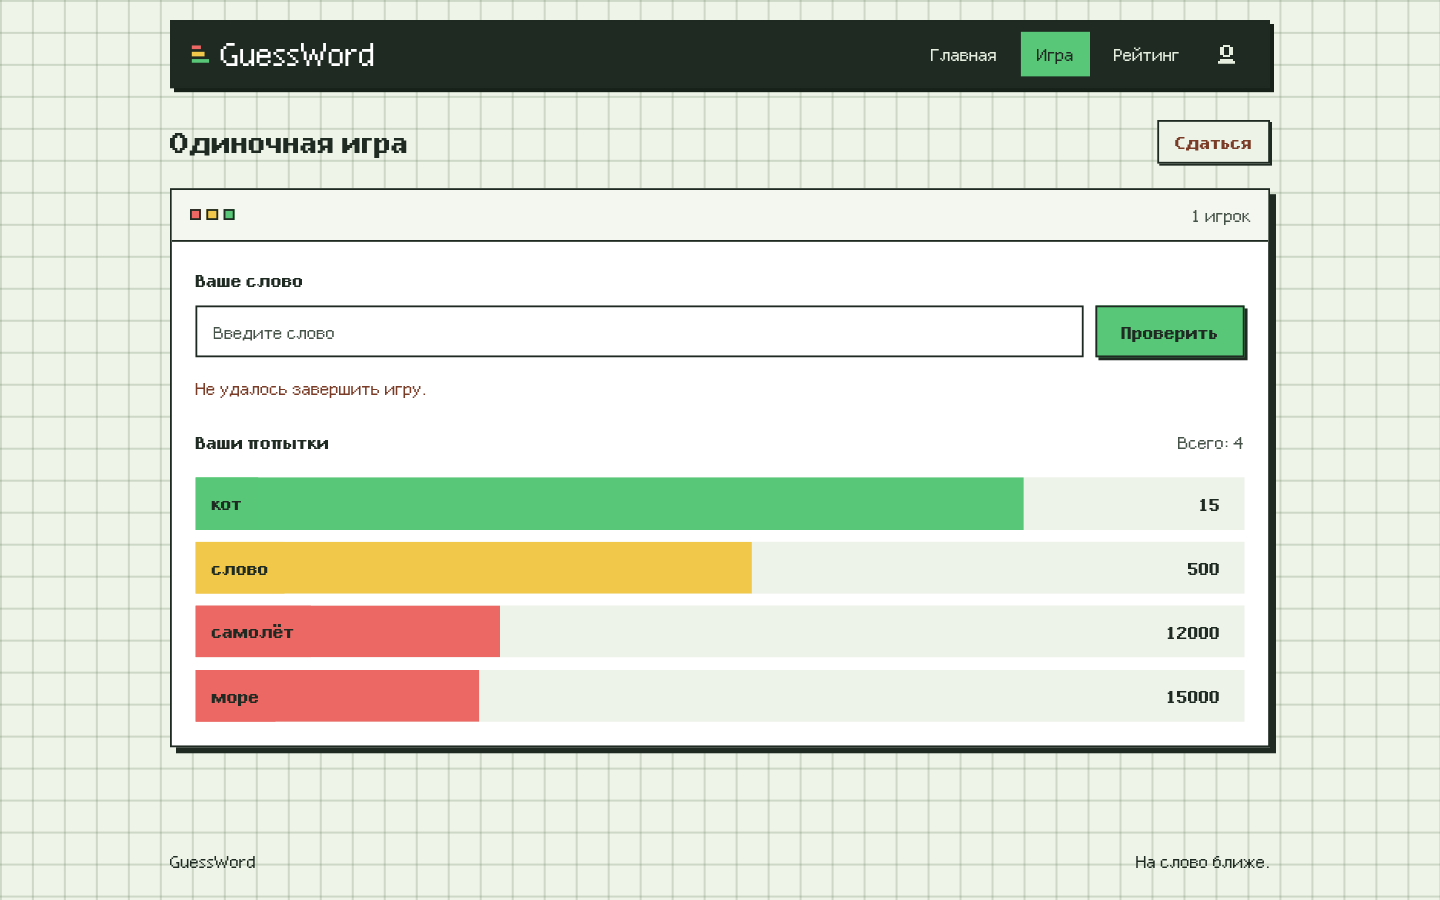 GuessWord
Главная
Игра
Рейтинг
Одиночная игра
Сдаться
1 игрок
Ваше слово
Введите слово
Проверить
Не удалось завершить игру.
Ваши попытки
Всего: 4
кот 15
слово 500
самолёт 12000
море 15000
GuessWord
На слово ближе.